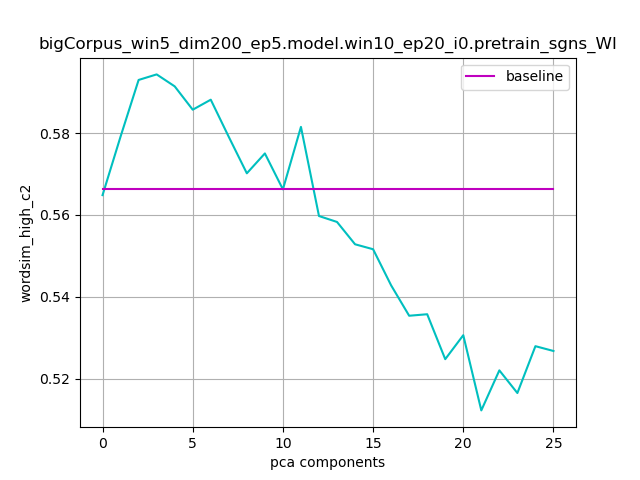 bigCorpus_win5_dim200_ep5.model.win10_ep20_i0.pretrain_sgns_WI
baseline
0.58
0.56
0.54
0.52
wordsim_high_c2
0 5 10 15 20 25
pca components